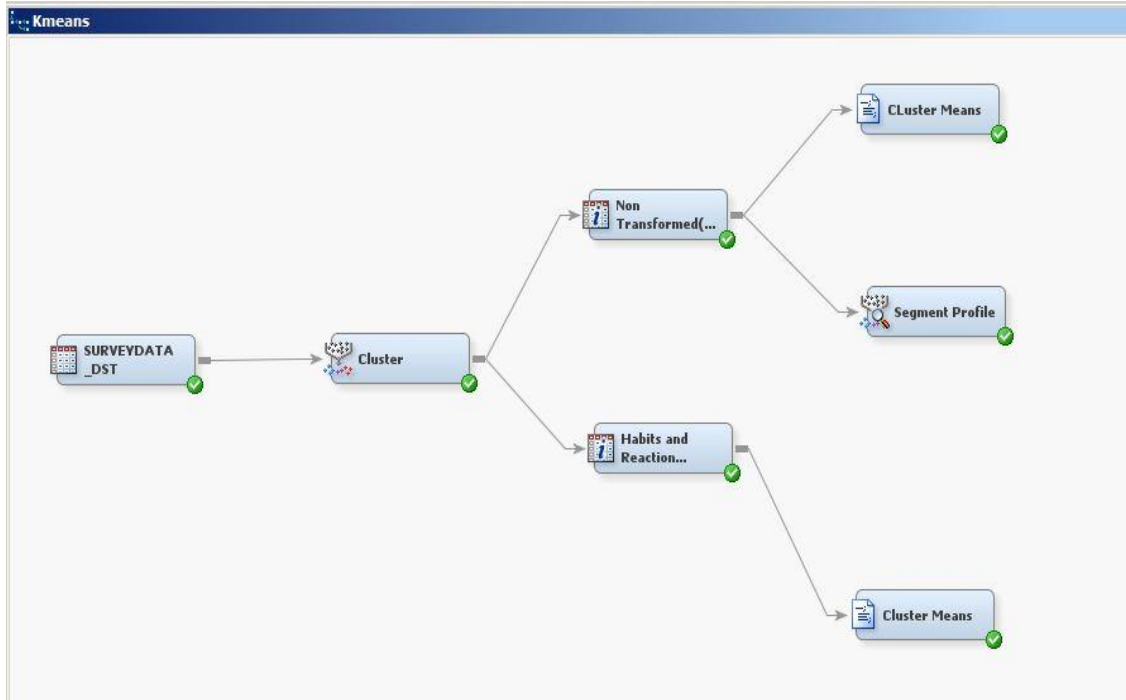 Kmeans
CLuster Means
Non
Transformed(...
Segment Profile
SURVEYDATA
_DST
Cluster
Habits and
Reaction...
Cluster Means